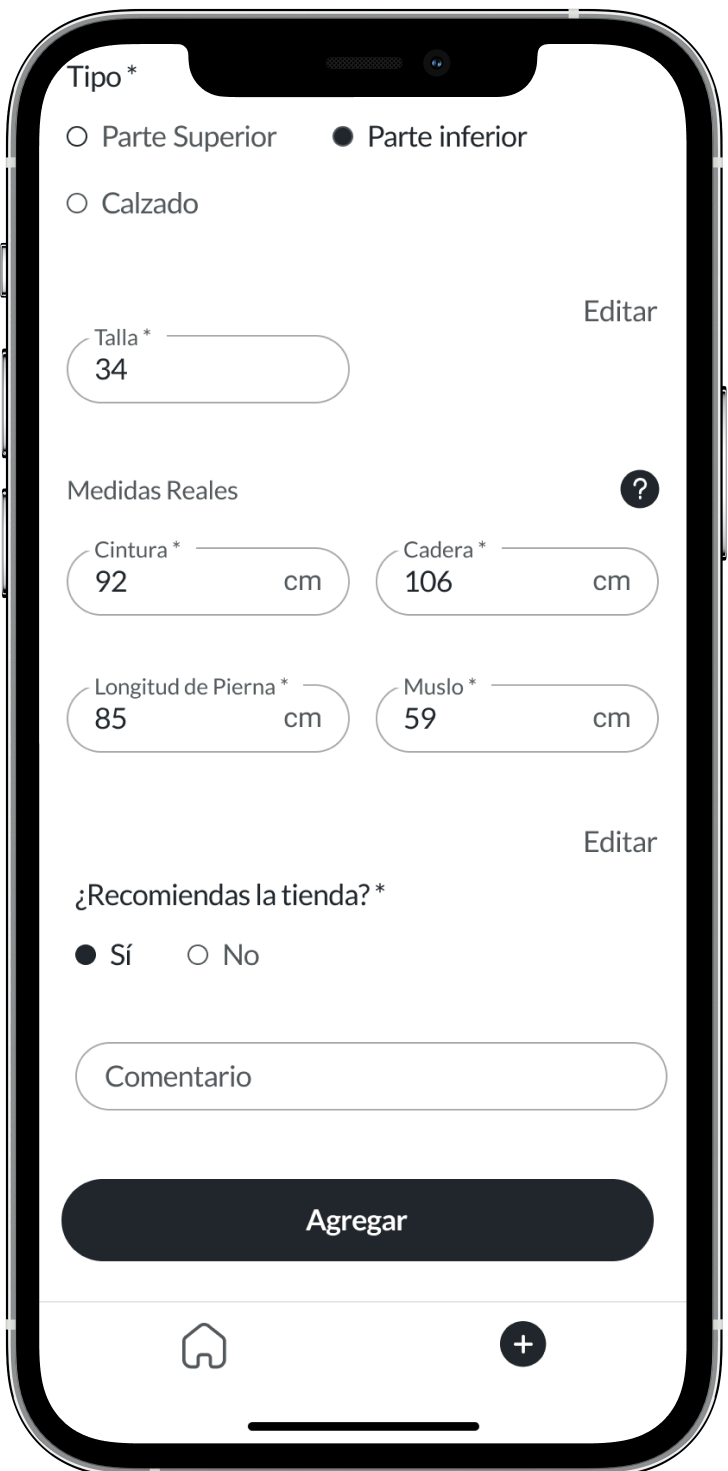 Tipo *
Parte Superior Parte inferior
Calzado
Editar
Talla *
34
Medidas Reales ?
Cintura * Cadera *
92 cm 106 cm
Longitud de Pierna * Muslo *
85 cm 59 cm
Editar
¿Recomiendas la tienda? *
Sí No
Comentario
Agregar